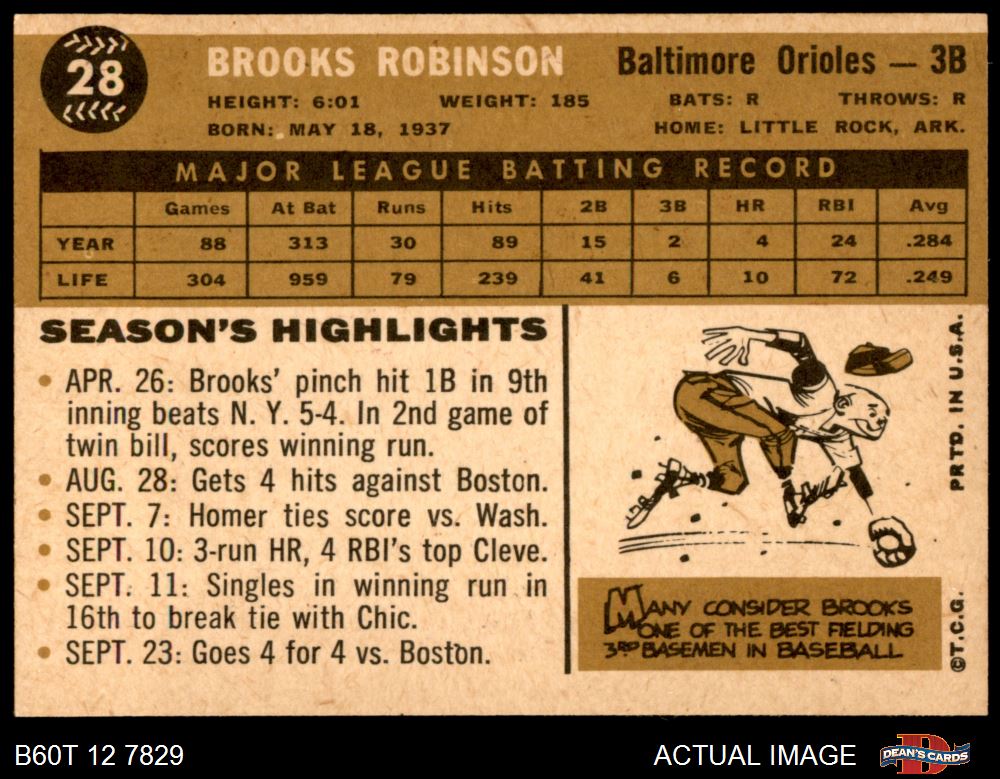 28
BROOKS ROBINSON Baltimore Orioles — 3B
HEIGHT: 6:01 WEIGHT: 185 BATS: R THROWS: R
BORN: MAY 18, 1937 HOME: LITTLE ROCK, ARK.
MAJOR LEAGUE BATTING RECORD
Games At Bat Runs Hits 2B 3B HR RBI Avg
YEAR 88 313 30 89 15 2 4 24 .284
LIFE 304 959 79 239 41 6 10 72 .249
SEASON'S HIGHLIGHTS
• APR. 26: Brooks' pinch hit 1B in 9th
inning beats N. Y. 5-4. In 2nd game of
twin bill, scores winning run.
• AUG. 28: Gets 4 hits against Boston.
• SEPT. 7: Homer ties score vs. Wash.
• SEPT. 10: 3-run HR, 4 RBI's top Cleve.
• SEPT. 11: Singles in winning run in
16th to break tie with Chic.
• SEPT. 23: Goes 4 for 4 vs. Boston.
MANY CONSIDER BROOKS
ONE OF THE BEST FIELDING
3RD BASEMEN IN BASEBALL
©T.C.G. PRTD. IN U.S.A.
B60T 12 7829 ACTUAL IMAGE DEAN'S CARDS